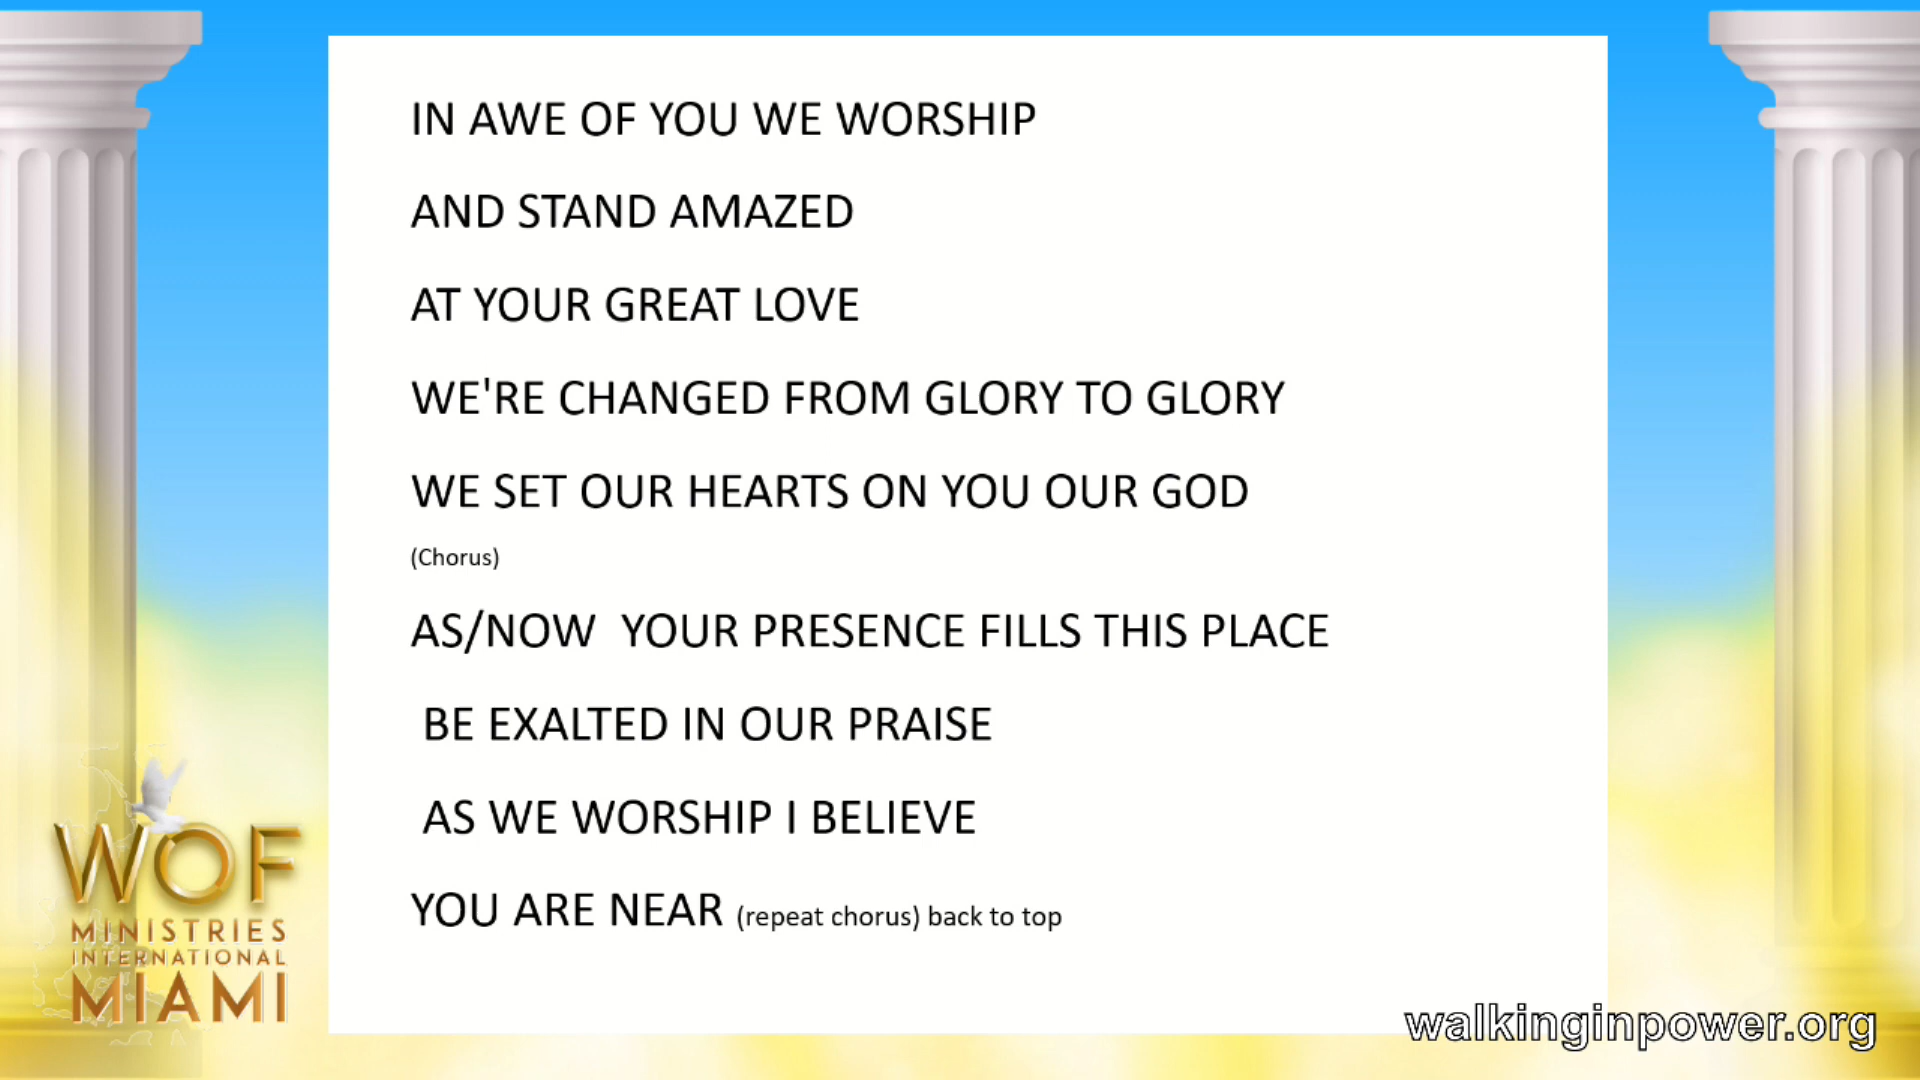 IN AWE OF YOU WE WORSHIP
AND STAND AMAZED
AT YOUR GREAT LOVE
WE'RE CHANGED FROM GLORY TO GLORY
WE SET OUR HEARTS ON YOU OUR GOD
(Chorus)
AS/NOW  YOUR PRESENCE FILLS THIS PLACE
BE EXALTED IN OUR PRAISE
AS WE WORSHIP I BELIEVE
YOU ARE NEAR (repeat chorus) back to top
WOF
MINISTRIES
INTERNATIONAL
MIAMI
walkinginpower.org